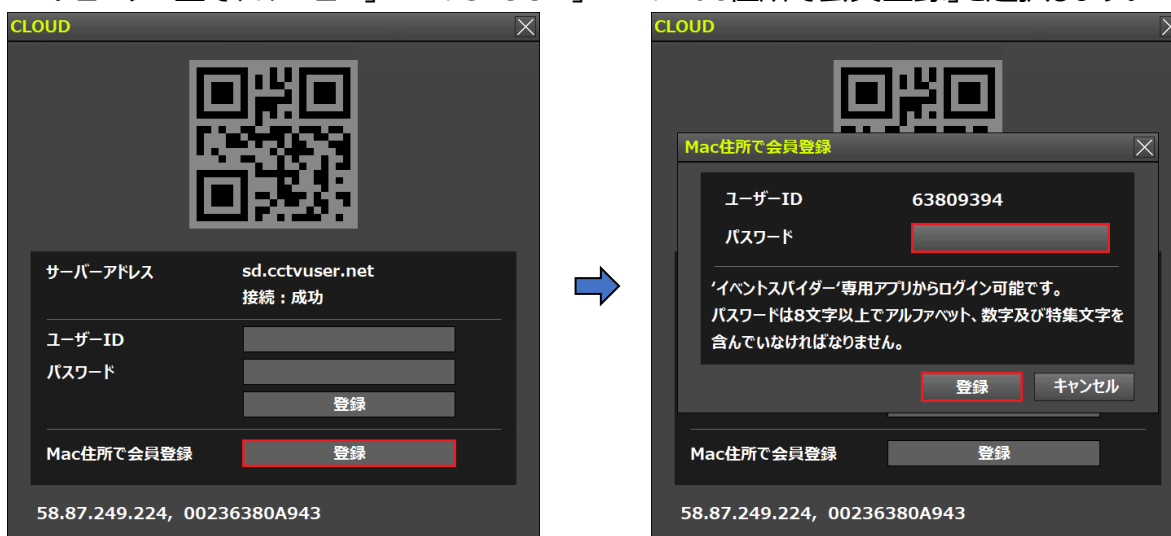 CLOUD
サーバーアドレス sd.cctvuser.net
接続：成功
ユーザーID
パスワード
登録
Mac住所で会員登録 登録
58.87.249.224, 00236380A943
CLOUD
Mac住所で会員登録
ユーザーID 63809394
パスワード
‘イベントスパイダー‘専用アプリからログイン可能です。
パスワードは8文字以上でアルファベット、数字及び特集文字を
含んでいなければなりません。
登録 キャンセル
Mac住所で会員登録 登録
58.87.249.224, 00236380A943